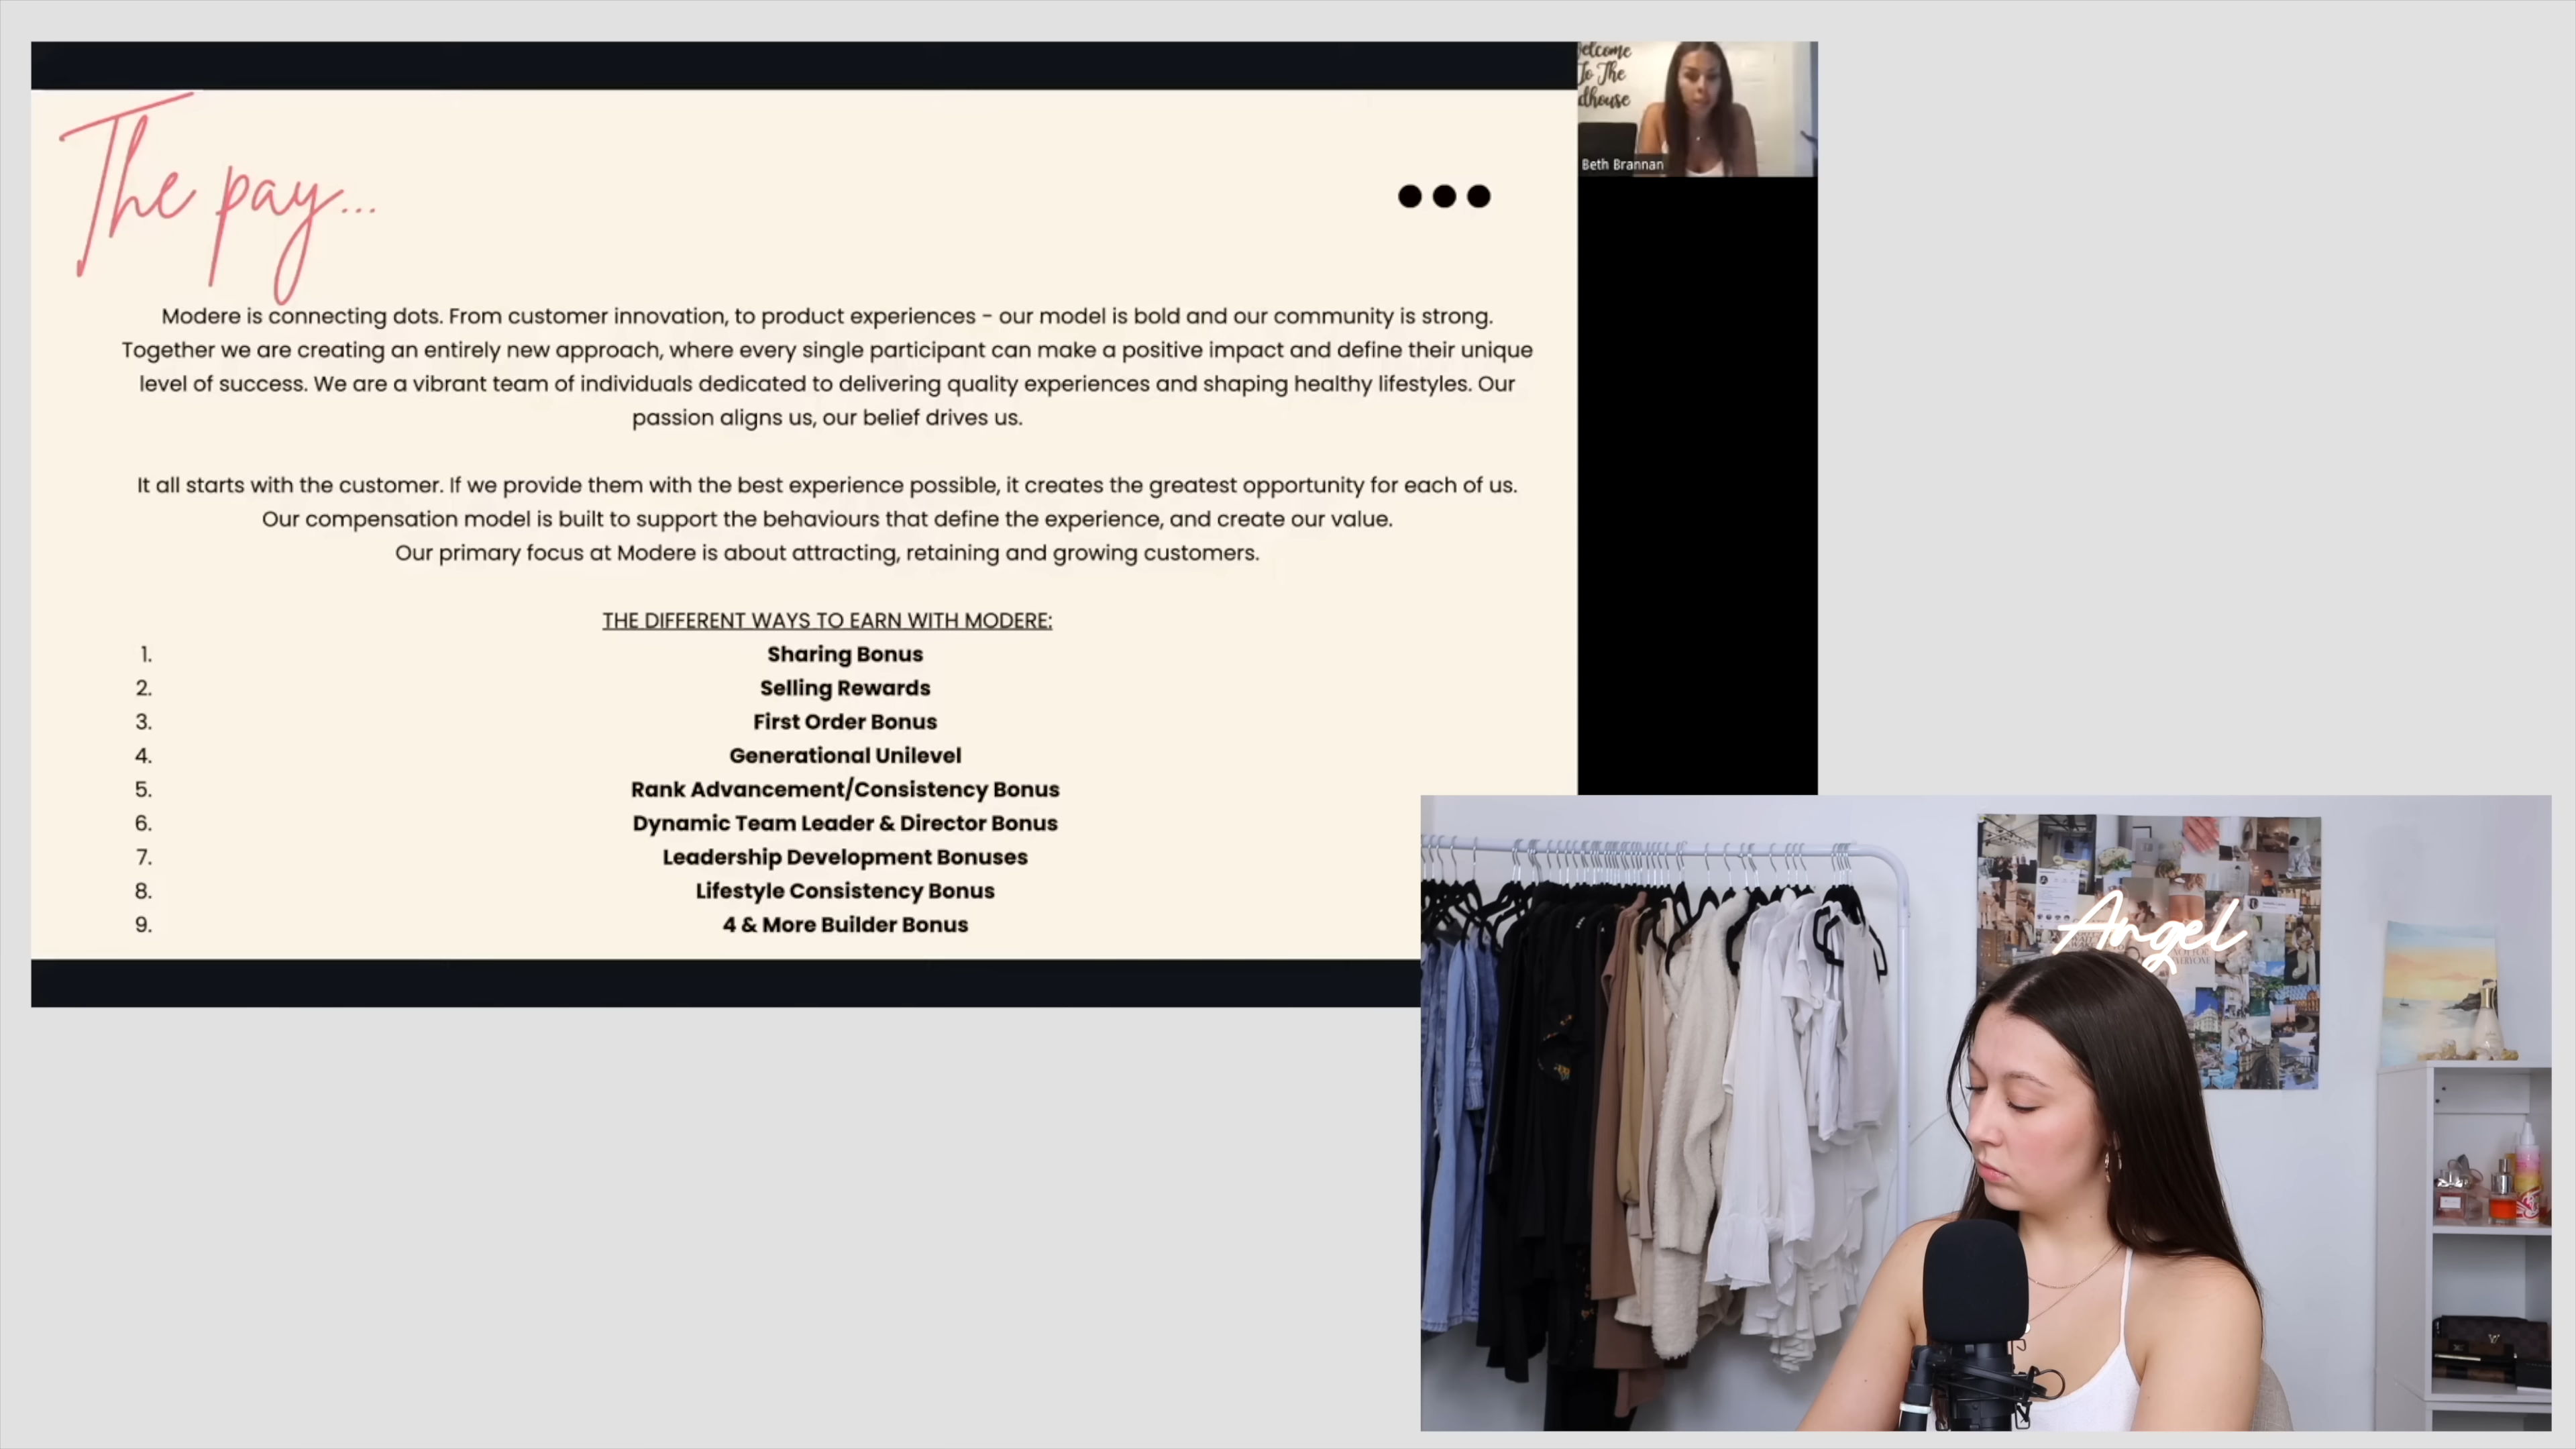 The pay...
Modere is connecting dots. From customer innovation, to product experiences - our model is bold and our community is strong.
Together we are creating an entirely new approach, where every single participant can make a positive impact and define their unique
level of success. We are a vibrant team of individuals dedicated to delivering quality experiences and shaping healthy lifestyles. Our
passion aligns us, our belief drives us.
It all starts with the customer. If we provide them with the best experience possible, it creates the greatest opportunity for each of us.
Our compensation model is built to support the behaviours that define the experience, and create our value.
Our primary focus at Modere is about attracting, retaining and growing customers.
THE DIFFERENT WAYS TO EARN WITH MODERE:
1. Sharing Bonus
2. Selling Rewards
3. First Order Bonus
4. Generational Unilevel
5. Rank Advancement/Consistency Bonus
6. Dynamic Team Leader & Director Bonus
7. Leadership Development Bonuses
8. Lifestyle Consistency Bonus
9. 4 & More Builder Bonus
elcome
To The
dhouse
Beth Brannan
Angel